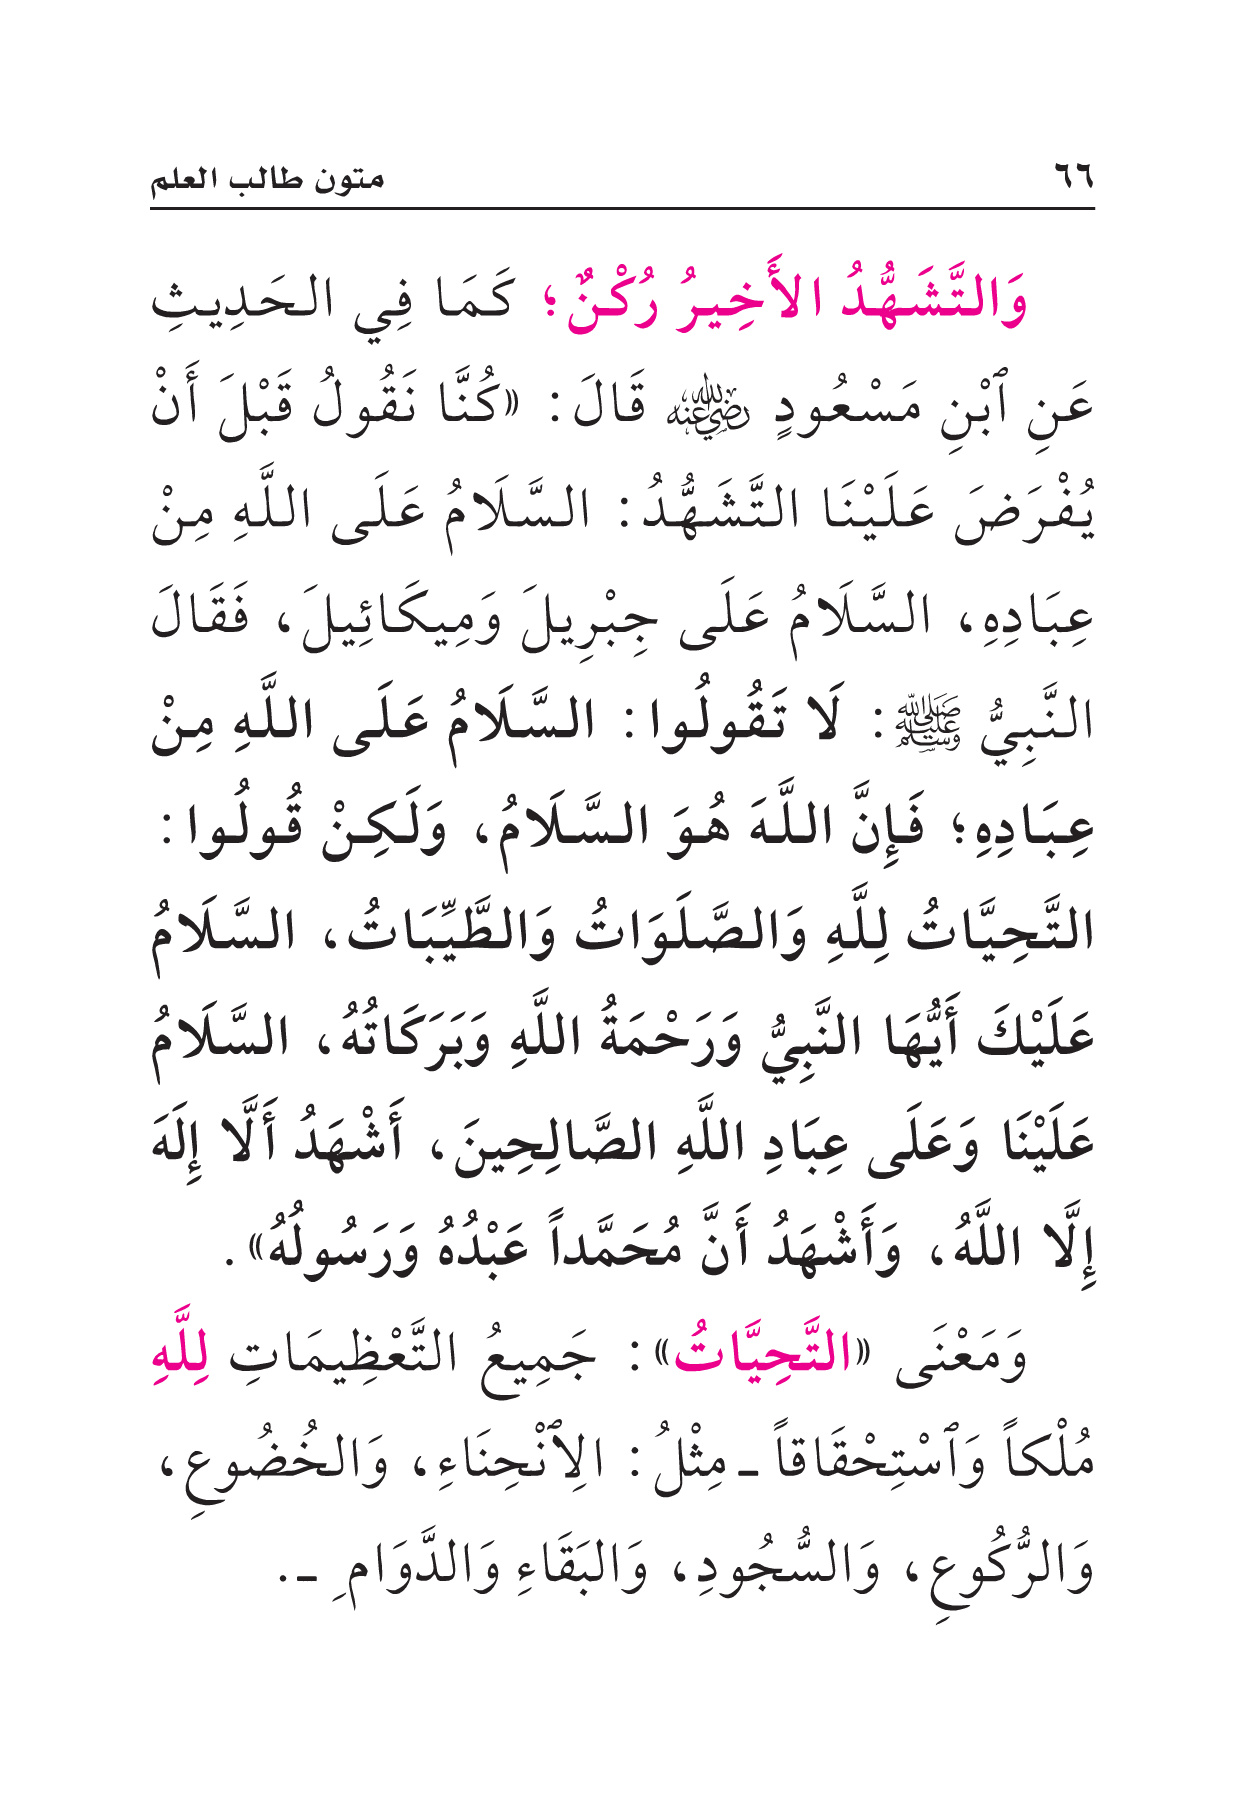 ٦٦ متون طالب العلم
وَالتَّشَهُّدُ الأَخِيرُ رُكْنٌ؛ كَمَا فِي الحَدِيثِ
عَنِ ٱبْنِ مَسْعُودٍ رضي الله عنه قَالَ: «كُنَّا نَقُولُ قَبْلَ أَنْ
يُفْرَضَ عَلَيْنَا التَّشَهُّدُ: السَّلَامُ عَلَى اللَّهِ مِنْ
عِبَادِهِ، السَّلَامُ عَلَى جِبْرِيلَ وَمِيكَائِيلَ، فَقَالَ
النَّبِيُّ ﷺ: لَا تَقُولُوا: السَّلَامُ عَلَى اللَّهِ مِنْ
عِبَادِهِ؛ فَإِنَّ اللَّهَ هُوَ السَّلَامُ، وَلَكِنْ قُولُوا:
التَّحِيَّاتُ لِلَّهِ وَالصَّلَوَاتُ وَالطَّيِّبَاتُ، السَّلَامُ
عَلَيْكَ أَيُّهَا النَّبِيُّ وَرَحْمَةُ اللَّهِ وَبَرَكَاتُهُ، السَّلَامُ
عَلَيْنَا وَعَلَى عِبَادِ اللَّهِ الصَّالِحِينَ، أَشْهَدُ أَلَّا إِلَهَ
إِلَّا اللَّهُ، وَأَشْهَدُ أَنَّ مُحَمَّداً عَبْدُهُ وَرَسُولُهُ».
وَمَعْنَى «التَّحِيَّاتُ»: جَمِيعُ التَّعْظِيمَاتِ لِلَّهِ
مُلْكاً وَٱسْتِحْقَاقاً ـ مِثْلُ: الِٱنْحِنَاءِ، وَالخُضُوعِ،
وَالرُّكُوعِ، وَالسُّجُودِ، وَالبَقَاءِ وَالدَّوَامِ ـ.